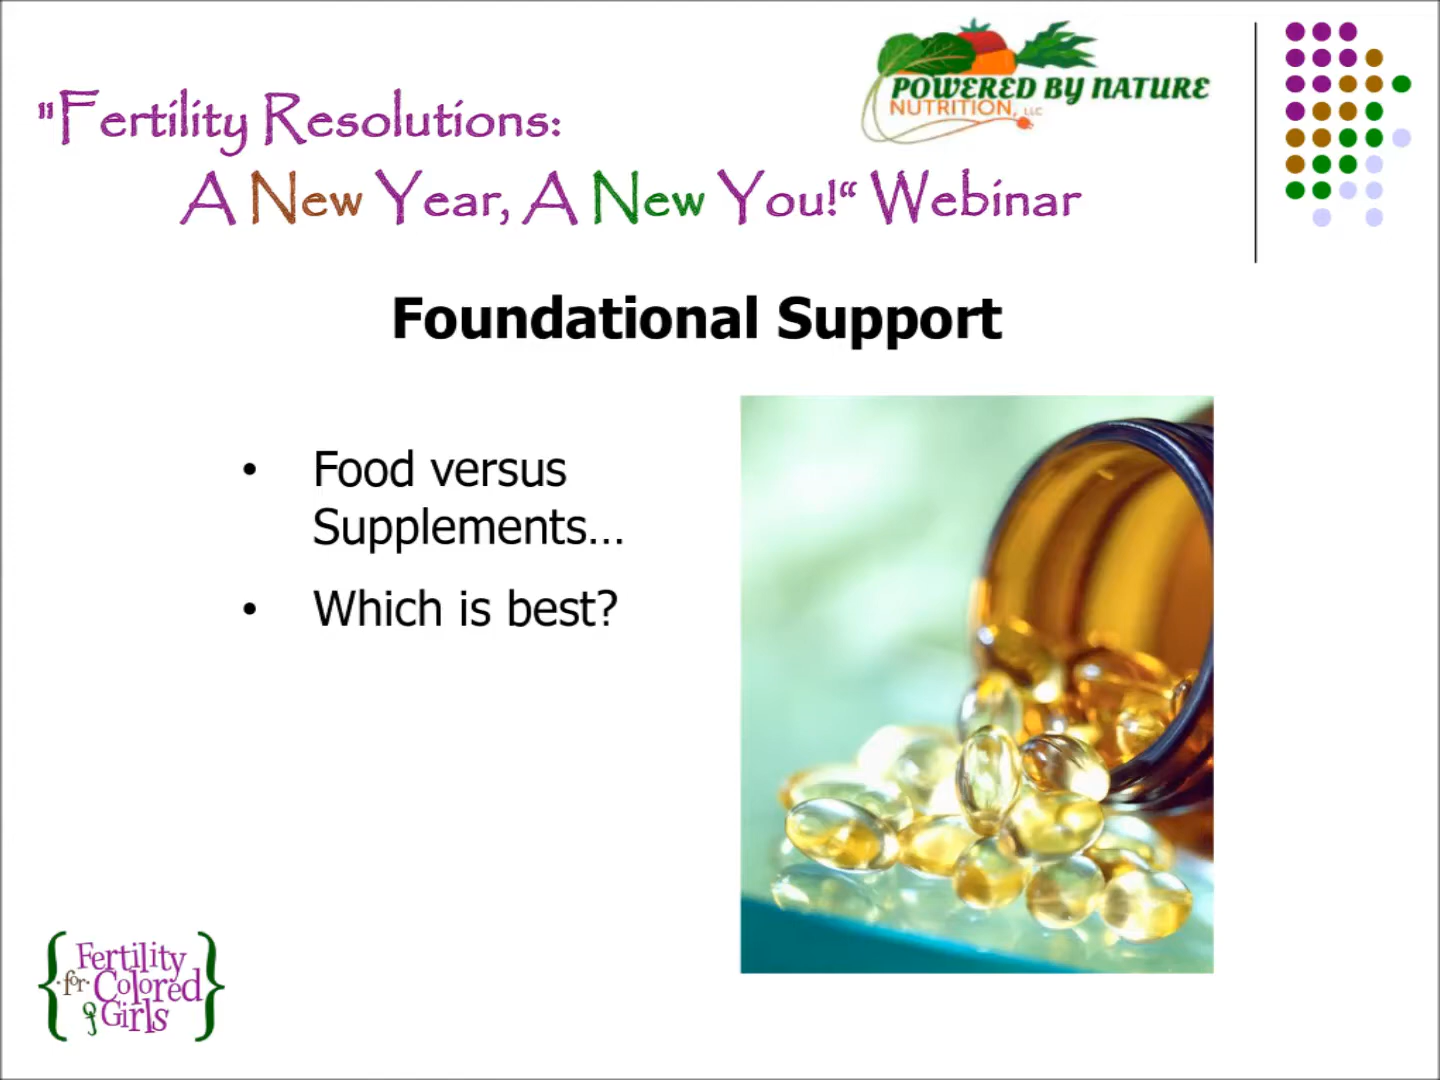 "Fertility Resolutions:
A New Year, A New You!“ Webinar
POWERED BY NATURE
NUTRITION, LLC
Foundational Support
• Food versus
Supplements...
• Which is best?
Fertility
·for· Colored
Girls